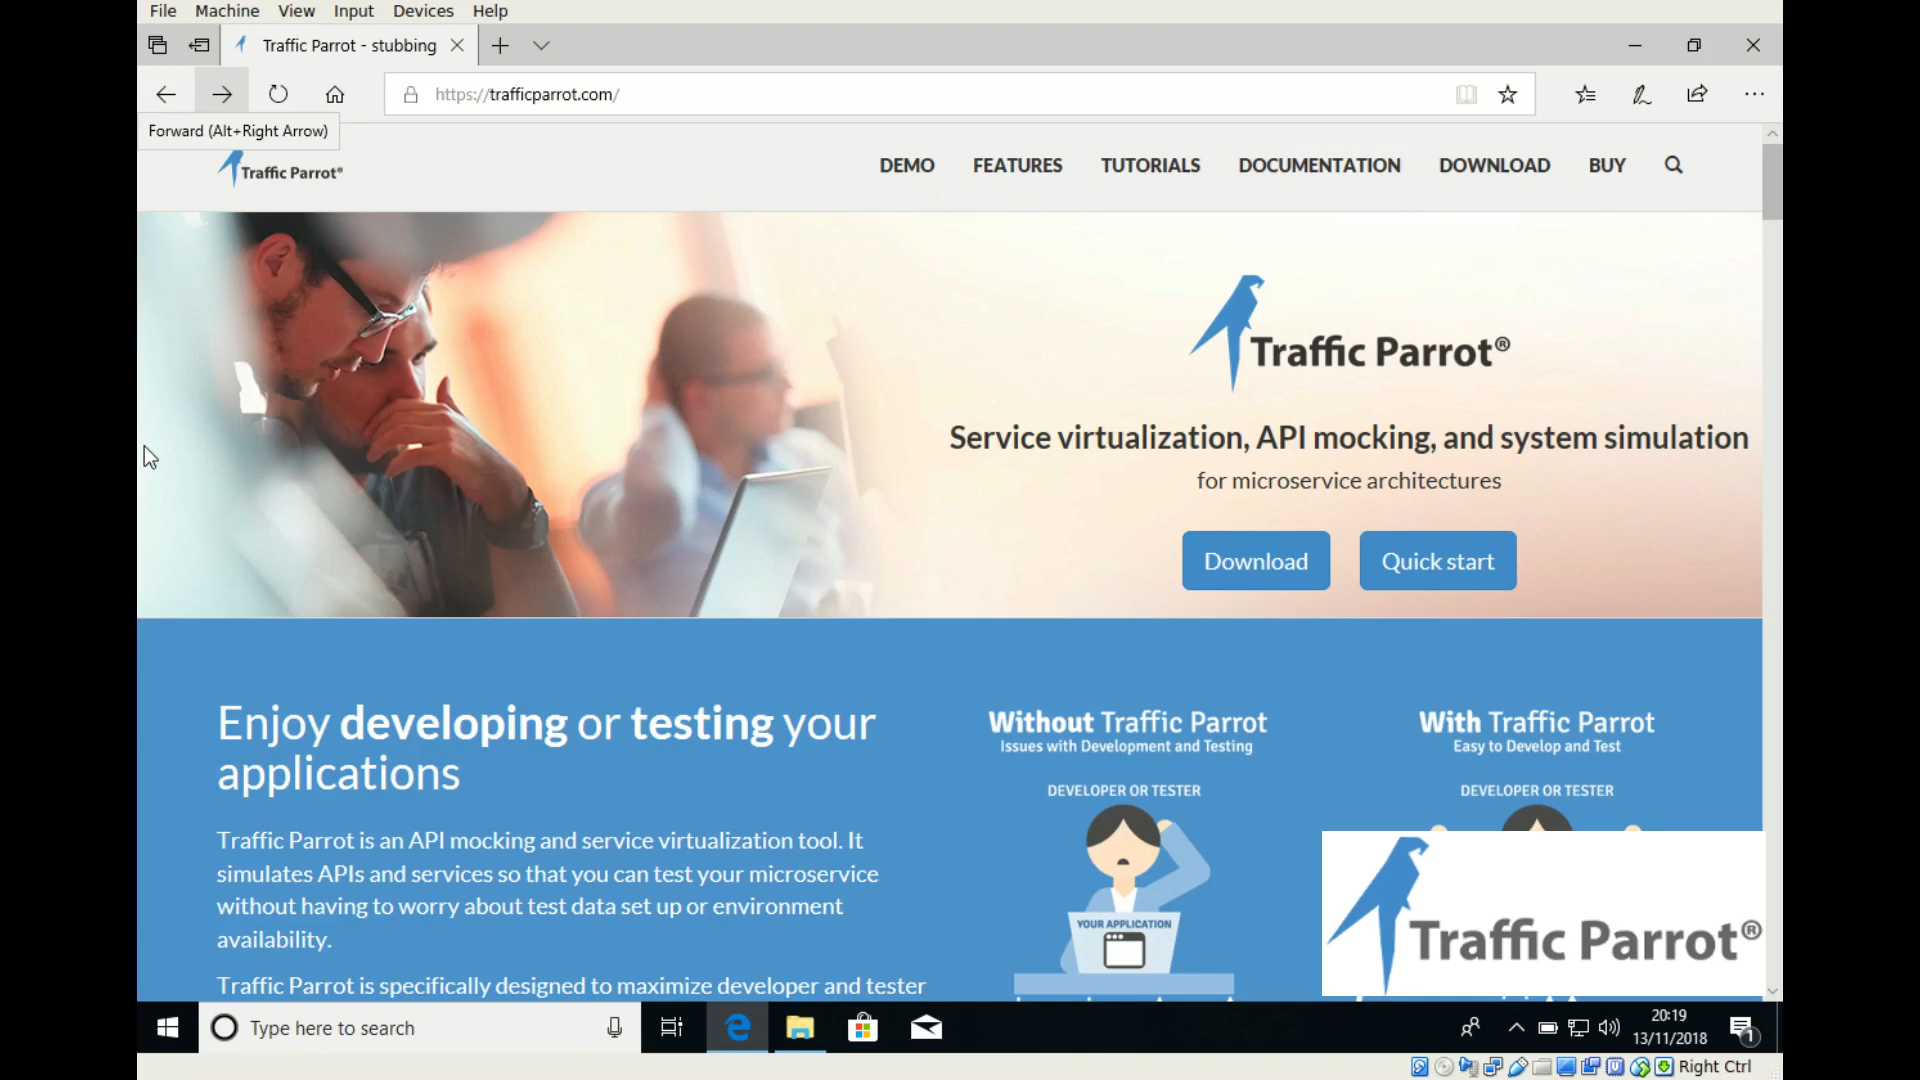 File Machine View Input Devices Help
Traffic Parrot - stubbing
https://trafficparrot.com/
Forward (Alt+Right Arrow)
Traffic Parrot®
DEMO FEATURES TUTORIALS DOCUMENTATION DOWNLOAD BUY
Traffic Parrot®
Service virtualization, API mocking, and system simulation
for microservice architectures
Download Quick start
Enjoy developing or testing your
applications
Traffic Parrot is an API mocking and service virtualization tool. It
simulates APIs and services so that you can test your microservice
without having to worry about test data set up or environment
availability.
Traffic Parrot is specifically designed to maximize developer and tester
Without Traffic Parrot
Issues with Development and Testing
DEVELOPER OR TESTER
YOUR APPLICATION
With Traffic Parrot
Easy to Develop and Test
DEVELOPER OR TESTER
Traffic Parrot®
Type here to search
20:19
13/11/2018
1
Right Ctrl